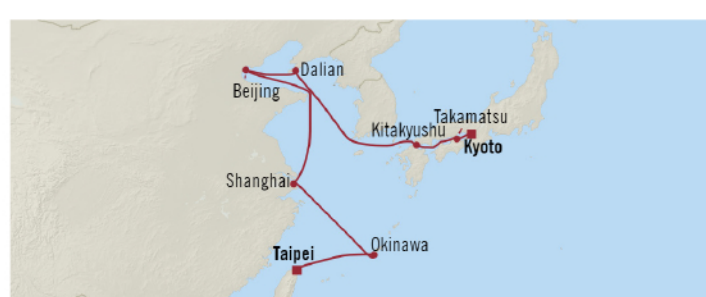 Dalian
Beijing
Takamatsu
Kitakyushu
Kyoto
Shanghai
Okinawa
Taipei